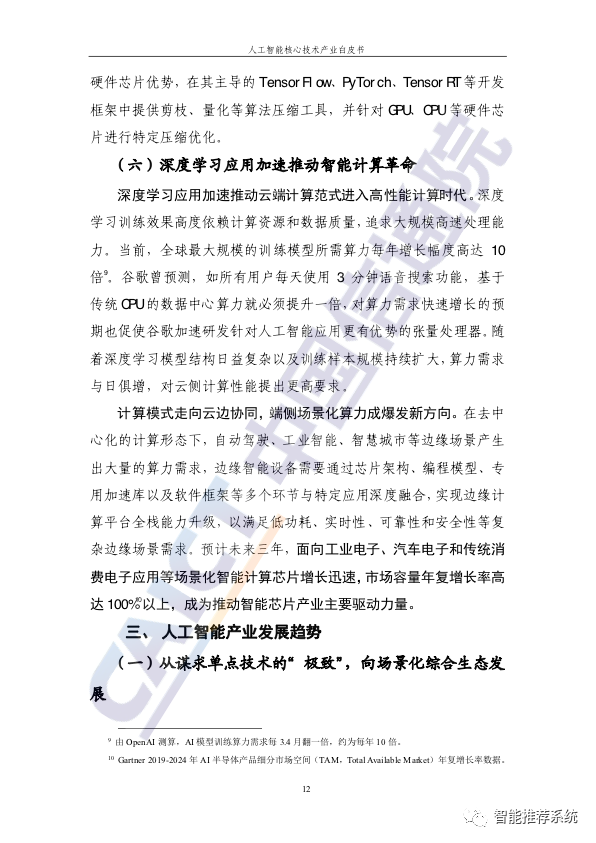 人工智能核心技术产业白皮书
硬件芯片优势，在其主导的 TensorFlow、PyTorch、TensorRT 等开发
框架中提供剪枝、量化等算法压缩工具，并针对 GPU、CPU 等硬件芯
片进行特定压缩优化。
（六）深度学习应用加速推动智能计算革命
深度学习应用加速推动云端计算范式进入高性能计算时代。深度
学习训练效果高度依赖计算资源和数据质量，追求大规模高速处理能
力。当前，全球最大规模的训练模型所需算力每年增长幅度高达 10
倍⁹。谷歌曾预测，如所有用户每天使用 3 分钟语音搜索功能，基于
传统 CPU 的数据中心算力就必须提升一倍，对算力需求快速增长的预
期也促使谷歌加速研发针对人工智能应用更有优势的张量处理器。随
着深度学习模型结构日益复杂以及训练样本规模持续扩大，算力需求
与日俱增，对云侧计算性能提出更高要求。
计算模式走向云边协同，端侧场景化算力成爆发新方向。在去中
心化的计算形态下，自动驾驶、工业智能、智慧城市等边缘场景产生
出大量的算力需求，边缘智能设备需要通过芯片架构、编程模型、专
用加速库以及软件框架等多个环节与特定应用深度融合，实现边缘计
算平台全栈能力升级，以满足低功耗、实时性、可靠性和安全性等复
杂边缘场景需求。预计未来三年，面向工业电子、汽车电子和传统消
费电子应用等场景化智能计算芯片增长迅速，市场容量年复增长率高
达 100%¹⁰以上，成为推动智能芯片产业主要驱动力量。
三、 人工智能产业发展趋势
（一）从谋求单点技术的“极致”，向场景化综合生态发
展
⁹ 由 OpenAI 测算，AI 模型训练算力需求每 3.4 月翻一倍，约为每年 10 倍。
¹⁰ Gartner 2019-2024 年 AI 半导体产品细分市场空间（TAM，Total Available Market）年复增长率数据。
12
CAICT 中国信通院
智能推荐系统